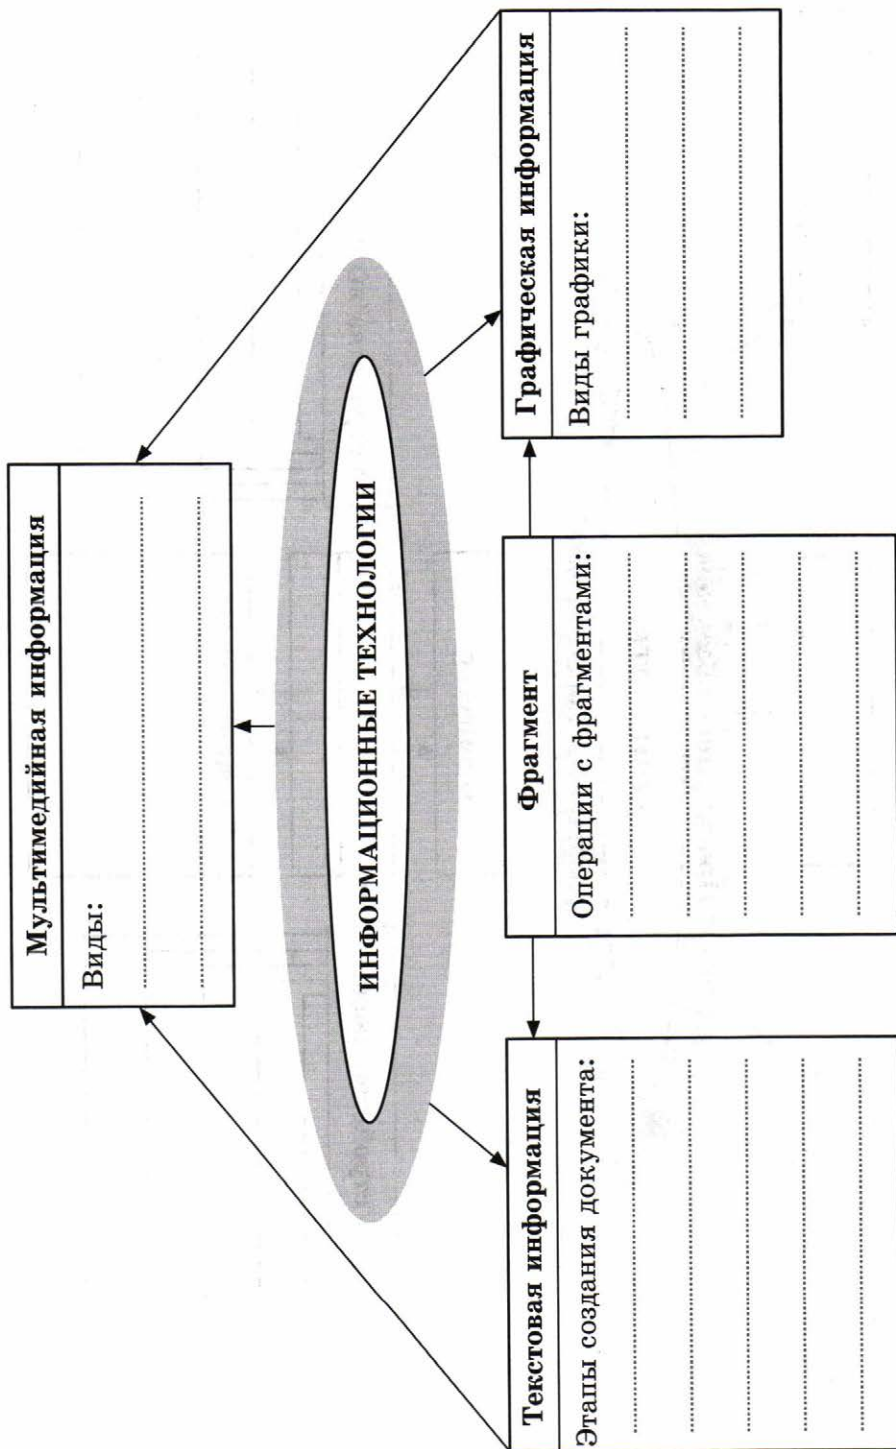 Мультимедийная информация
Виды:
ИНФОРМАЦИОННЫЕ ТЕХНОЛОГИИ
Текстовая информация
Этапы создания документа:
Фрагмент
Операции с фрагментами:
Графическая информация
Виды графики: